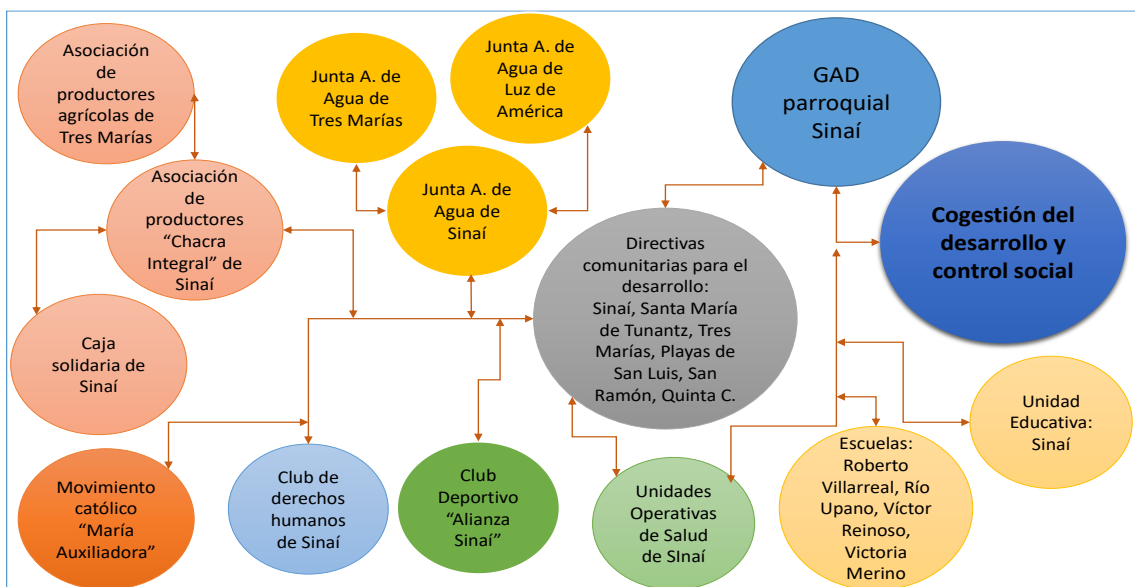 Asociación
de
productores
agrícolas de
Tres Marías
Junta A. de
Agua de
Tres Marías
Junta A. de
Agua de
Luz de
América
GAD
parroquial
Sinaí
Asociación
de
productores
“Chacra
Integral” de
Sinaí
Junta A. de
Agua de
Sinaí
Directivas
comunitarias para el
desarrollo:
Sinaí, Santa María
de Tunantz, Tres
Marías, Playas de
San Luis, San
Ramón, Quinta C.
Cogestión del
desarrollo y
control social
Caja
solidaria de
Sinaí
Unidad
Educativa:
Sinaí
Movimiento
católico
“María
Auxiliadora”
Club de
derechos
humanos
de Sinaí
Club
Deportivo
“Alianza
Sinaí”
Unidades
Operativas
de Salud
de SInaí
Escuelas:
Roberto
Villarreal, Río
Upano, Víctor
Reinoso,
Victoria
Merino